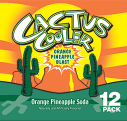 CACTUS
COOLER
ORANGE
PINEAPPLE
BLAST
Orange Pineapple Soda
12
PACK